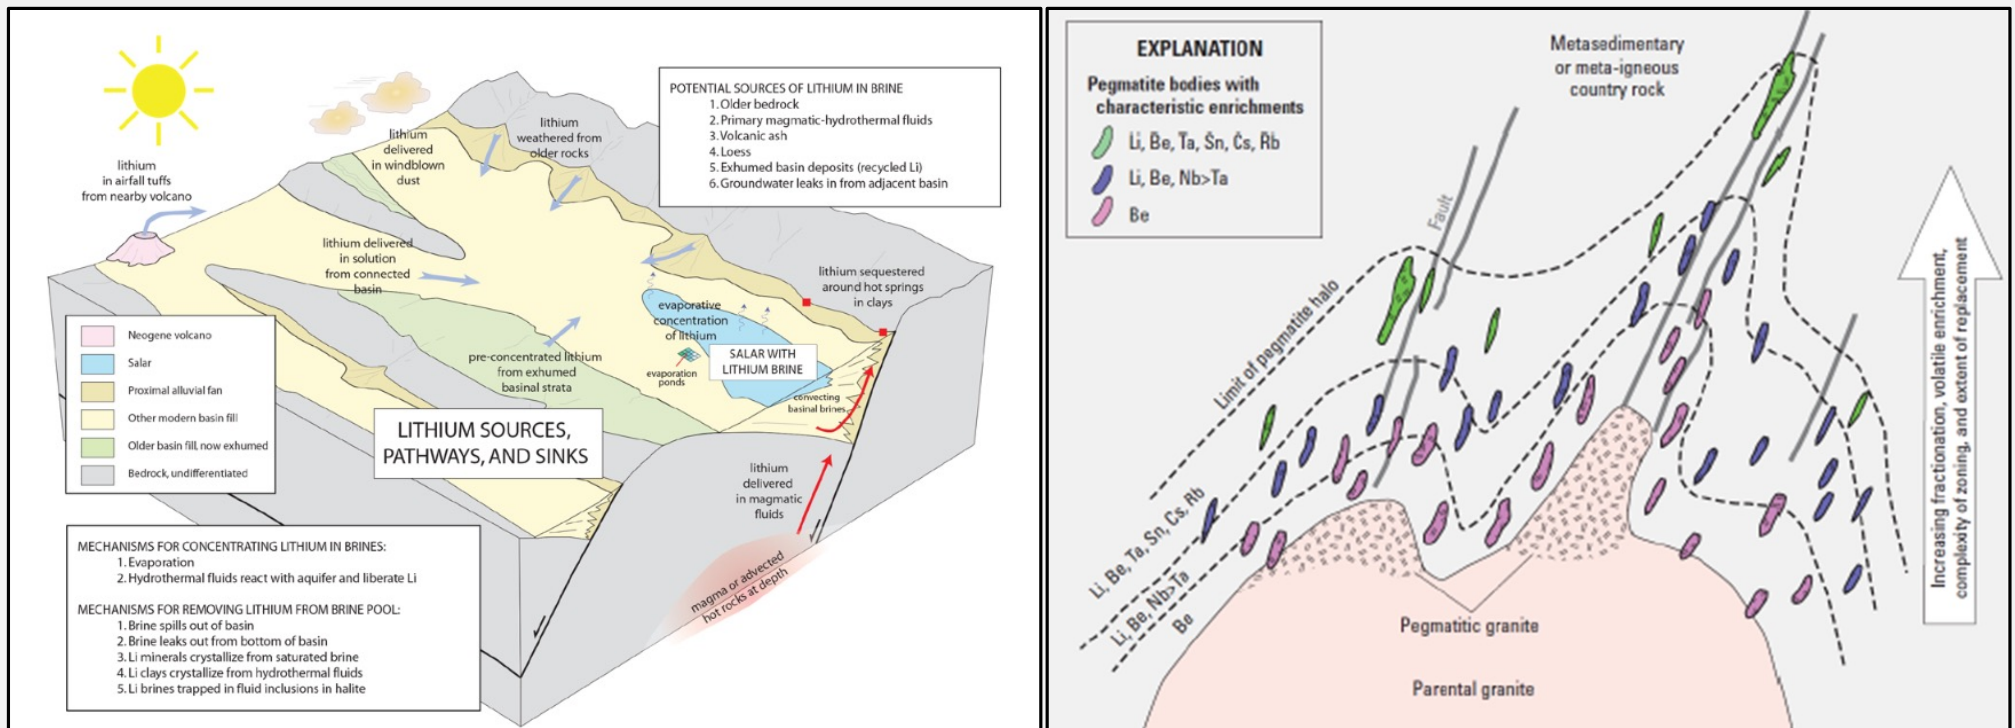 lithium
in airfall tuffs
from nearby volcano
lithium
delivered
in windblown
dust
lithium
weathered from
older rocks
POTENTIAL SOURCES OF LITHIUM IN BRINE
1. Older bedrock
2. Primary magmatic-hydrothermal fluids
3. Volcanic ash
4. Loess
5. Exhumed basin deposits (recycled Li)
6. Groundwater leaks in from adjacent basin
lithium delivered
in solution
from connected
basin
lithium sequestered
around hot springs
in clays
evaporative
concentration
of lithium
SALAR WITH
LITHIUM BRINE
evaporation
ponds
convecting
basinal brines
pre-concentrated lithium
from exhumed
basinal strata
Neogene volcano
Salar
Proximal alluvial fan
Other modern basin fill
Older basin fill, now exhumed
Bedrock, undifferentiated
LITHIUM SOURCES,
PATHWAYS, AND SINKS
lithium
delivered
in magmatic
fluids
magma or advected
hot rocks at depth
MECHANISMS FOR CONCENTRATING LITHIUM IN BRINES:
1. Evaporation
2. Hydrothermal fluids react with aquifer and liberate Li
MECHANISMS FOR REMOVING LITHIUM FROM BRINE POOL:
1. Brine spills out of basin
2. Brine leaks out from bottom of basin
3. Li minerals crystallize from saturated brine
4. Li clays crystallize from hydrothermal fluids
5. Li brines trapped in fluid inclusions in halite
EXPLANATION
Pegmatite bodies with
characteristic enrichments
Li, Be, Ta, Sn, Cs, Rb
Li, Be, Nb>Ta
Be
Metasedimentary
or meta-igneous
country rock
Fault
Limit of pegmatite halo
Li, Be, Ta, Sn, Cs, Rb
Li, Be, Nb>Ta
Be
Pegmatitic granite
Parental granite
Increasing fractionation, volatile enrichment,
complexity of zoning, and extent of replacement